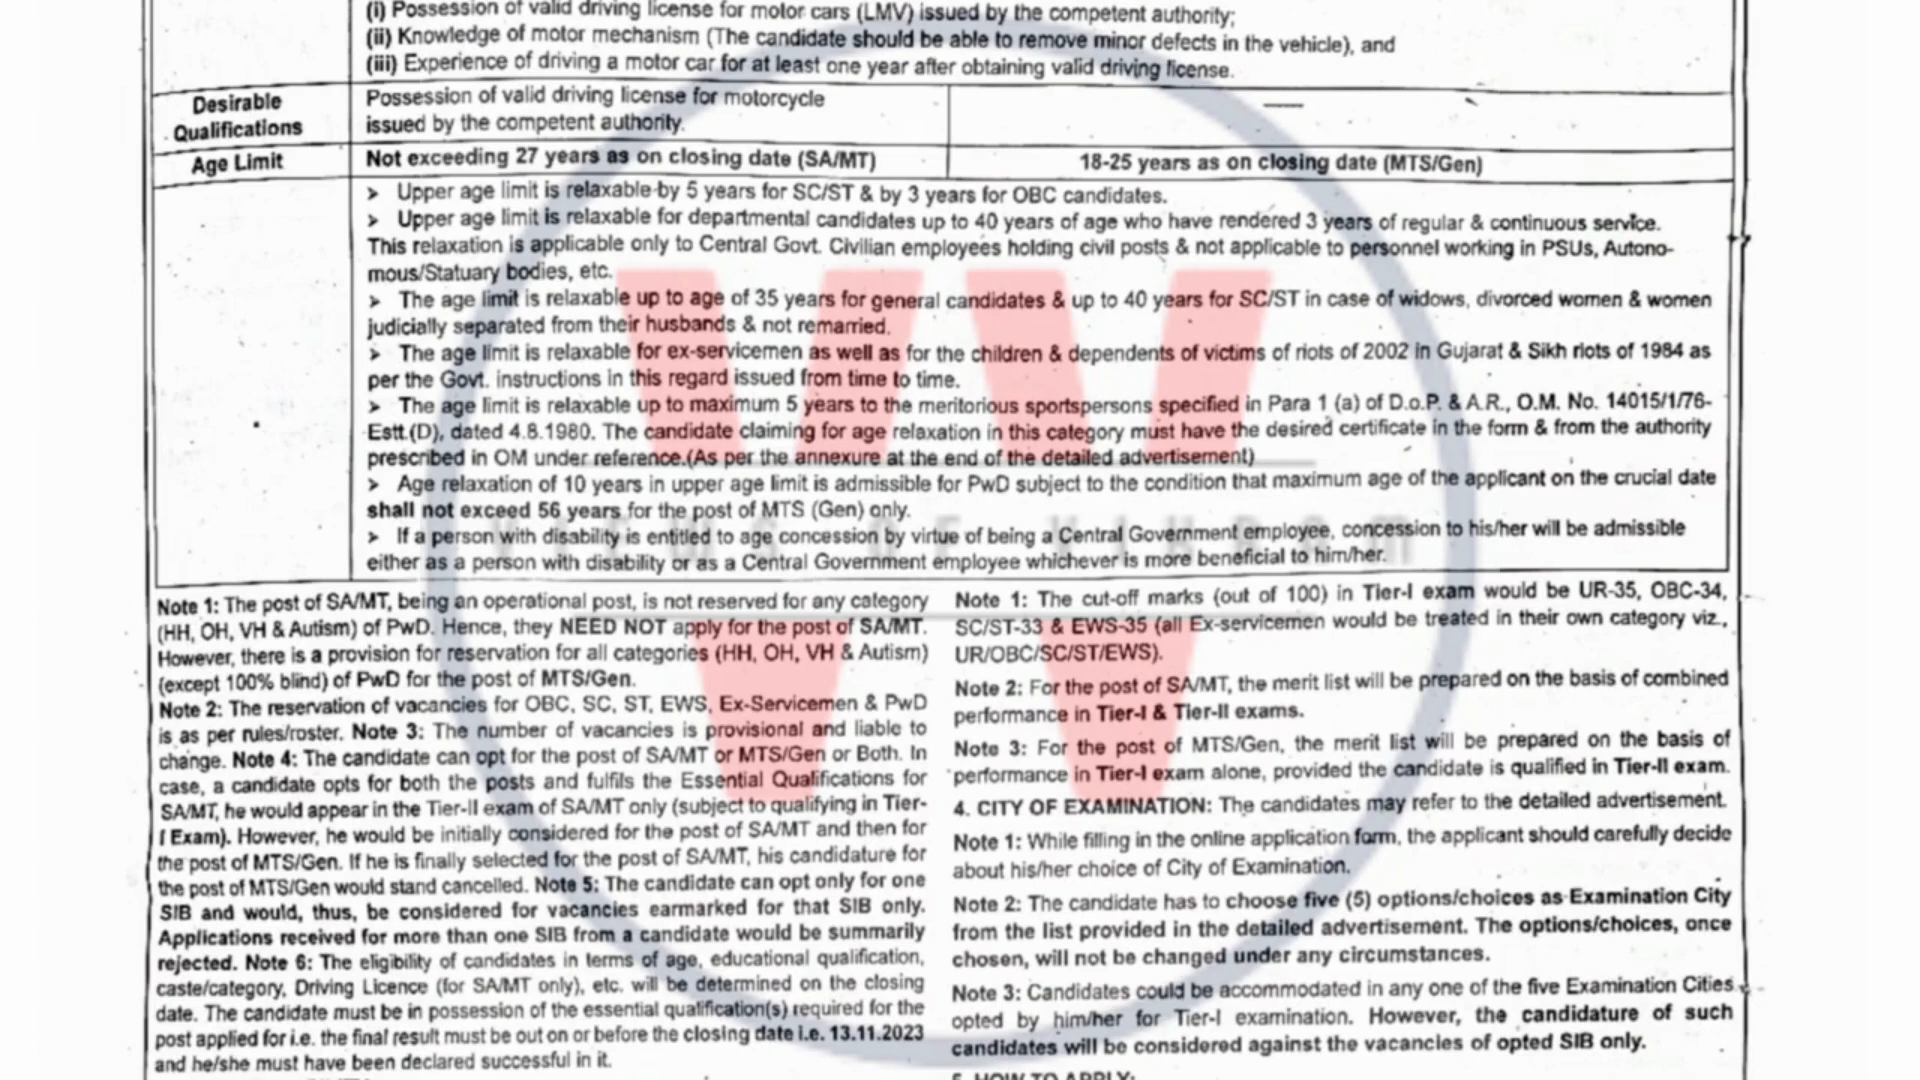 (i) Possession of valid driving license for motor cars (LMV) issued by the competent authority;
(ii) Knowledge of motor mechanism (The candidate should be able to remove minor defects in the vehicle), and
(iii) Experience of driving a motor car for at least one year after obtaining valid driving license.
Desirable
Qualifications
Possession of valid driving license for motorcycle
issued by the competent authority.
Age Limit
Not exceeding 27 years as on closing date (SA/MT)
18-25 years as on closing date (MTS/Gen)
➢ Upper age limit is relaxable by 5 years for SC/ST & by 3 years for OBC candidates.
➢ Upper age limit is relaxable for departmental candidates up to 40 years of age who have rendered 3 years of regular & continuous service.
This relaxation is applicable only to Central Govt. Civilian employees holding civil posts & not applicable to personnel working in PSUs, Autono-
mous/Statuary bodies, etc.
➢ The age limit is relaxable up to age of 35 years for general candidates & up to 40 years for SC/ST in case of widows, divorced women & women
judicially separated from their husbands & not remarried.
➢ The age limit is relaxable for ex-servicemen as well as for the children & dependents of victims of riots of 2002 in Gujarat & Sikh riots of 1984 as
per the Govt. instructions in this regard issued from time to time.
➢ The age limit is relaxable up to maximum 5 years to the meritorious sportspersons specified in Para 1 (a) of D.o.P. & A.R., O.M. No. 14015/1/76-
Estt.(D), dated 4.8.1980. The candidate claiming for age relaxation in this category must have the desired certificate in the form & from the authority
prescribed in OM under reference.(As per the annexure at the end of the detailed advertisement)
➢ Age relaxation of 10 years in upper age limit is admissible for PwD subject to the condition that maximum age of the applicant on the crucial date
shall not exceed 56 years for the post of MTS (Gen) only.
➢ If a person with disability is entitled to age concession by virtue of being a Central Government employee, concession to his/her will be admissible
either as a person with disability or as a Central Government employee whichever is more beneficial to him/her.
Note 1: The post of SA/MT, being an operational post, is not reserved for any category
(HH, OH, VH & Autism) of PwD. Hence, they NEED NOT apply for the post of SA/MT.
However, there is a provision for reservation for all categories (HH, OH, VH & Autism)
(except 100% blind) of PwD for the post of MTS/Gen.
Note 2: The reservation of vacancies for OBC, SC, ST, EWS, Ex-Servicemen & PwD
is as per rules/roster. Note 3: The number of vacancies is provisional and liable to
change. Note 4: The candidate can opt for the post of SA/MT or MTS/Gen or Both. In
case, a candidate opts for both the posts and fulfils the Essential Qualifications for
SA/MT, he would appear in the Tier-II exam of SA/MT only (subject to qualifying in Tier-
I Exam). However, he would be initially considered for the post of SA/MT and then for
the post of MTS/Gen. If he is finally selected for the post of SA/MT, his candidature for
the post of MTS/Gen would stand cancelled. Note 5: The candidate can opt only for one
SIB and would, thus, be considered for vacancies earmarked for that SIB only.
Applications received for more than one SIB from a candidate would be summarily
rejected. Note 6: The eligibility of candidates in terms of age, educational qualification,
caste/category, Driving Licence (for SA/MT only), etc. will be determined on the closing
date. The candidate must be in possession of the essential qualification(s) required for the
post applied for i.e. the final result must be out on or before the closing date i.e. 13.11.2023
and he/she must have been declared successful in it.
Note 1: The cut-off marks (out of 100) in Tier-I exam would be UR-35, OBC-34,
SC/ST-33 & EWS-35 (all Ex-servicemen would be treated in their own category viz.,
UR/OBC/SC/ST/EWS).
Note 2: For the post of SA/MT, the merit list will be prepared on the basis of combined
performance in Tier-I & Tier-II exams.
Note 3: For the post of MTS/Gen, the merit list will be prepared on the basis of
performance in Tier-I exam alone, provided the candidate is qualified in Tier-II exam.
4. CITY OF EXAMINATION: The candidates may refer to the detailed advertisement.
Note 1: While filling in the online application form, the applicant should carefully decide
about his/her choice of City of Examination.
Note 2: The candidate has to choose five (5) options/choices as Examination City
from the list provided in the detailed advertisement. The options/choices, once
chosen, will not be changed under any circumstances.
Note 3: Candidates could be accommodated in any one of the five Examination Cities
opted by him/her for Tier-I examination. However, the candidature of such
candidates will be considered against the vacancies of opted SIB only.
5. HOW TO APPLY: